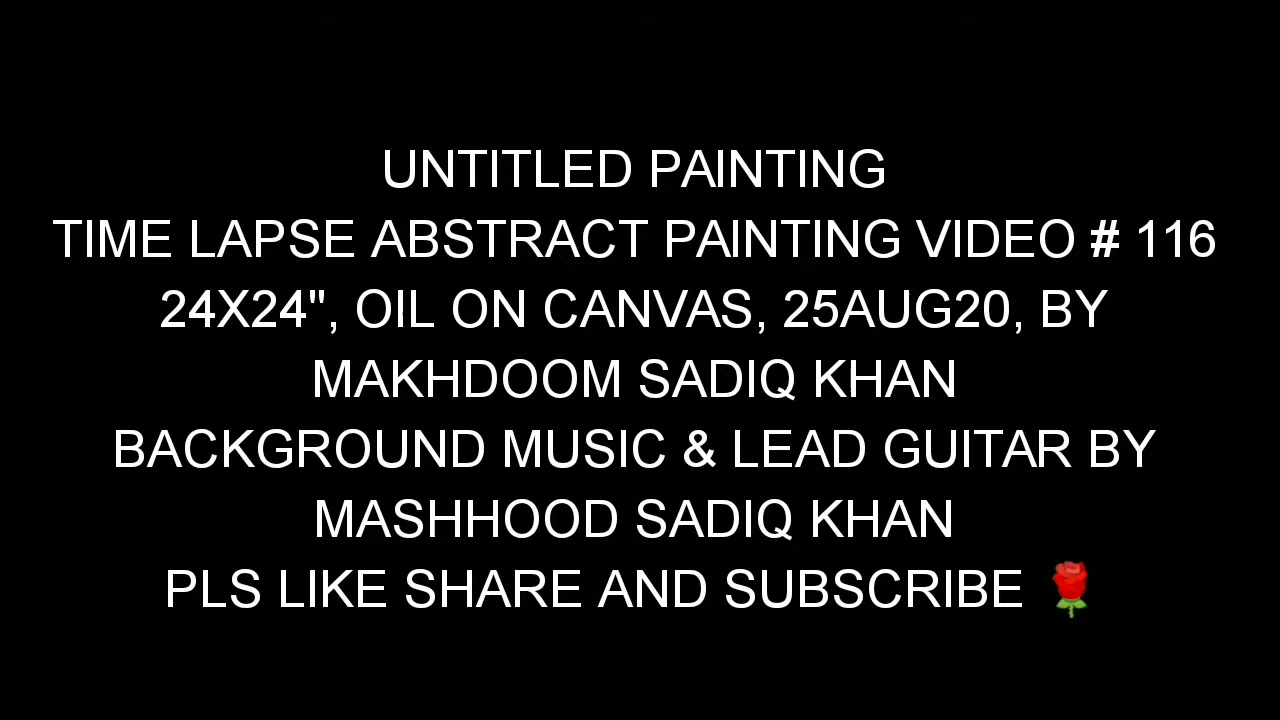 UNTITLED PAINTING
TIME LAPSE ABSTRACT PAINTING VIDEO # 116
24X24", OIL ON CANVAS, 25AUG20, BY
MAKHDOOM SADIQ KHAN
BACKGROUND MUSIC & LEAD GUITAR BY
MASHHOOD SADIQ KHAN
PLS LIKE SHARE AND SUBSCRIBE 🌹